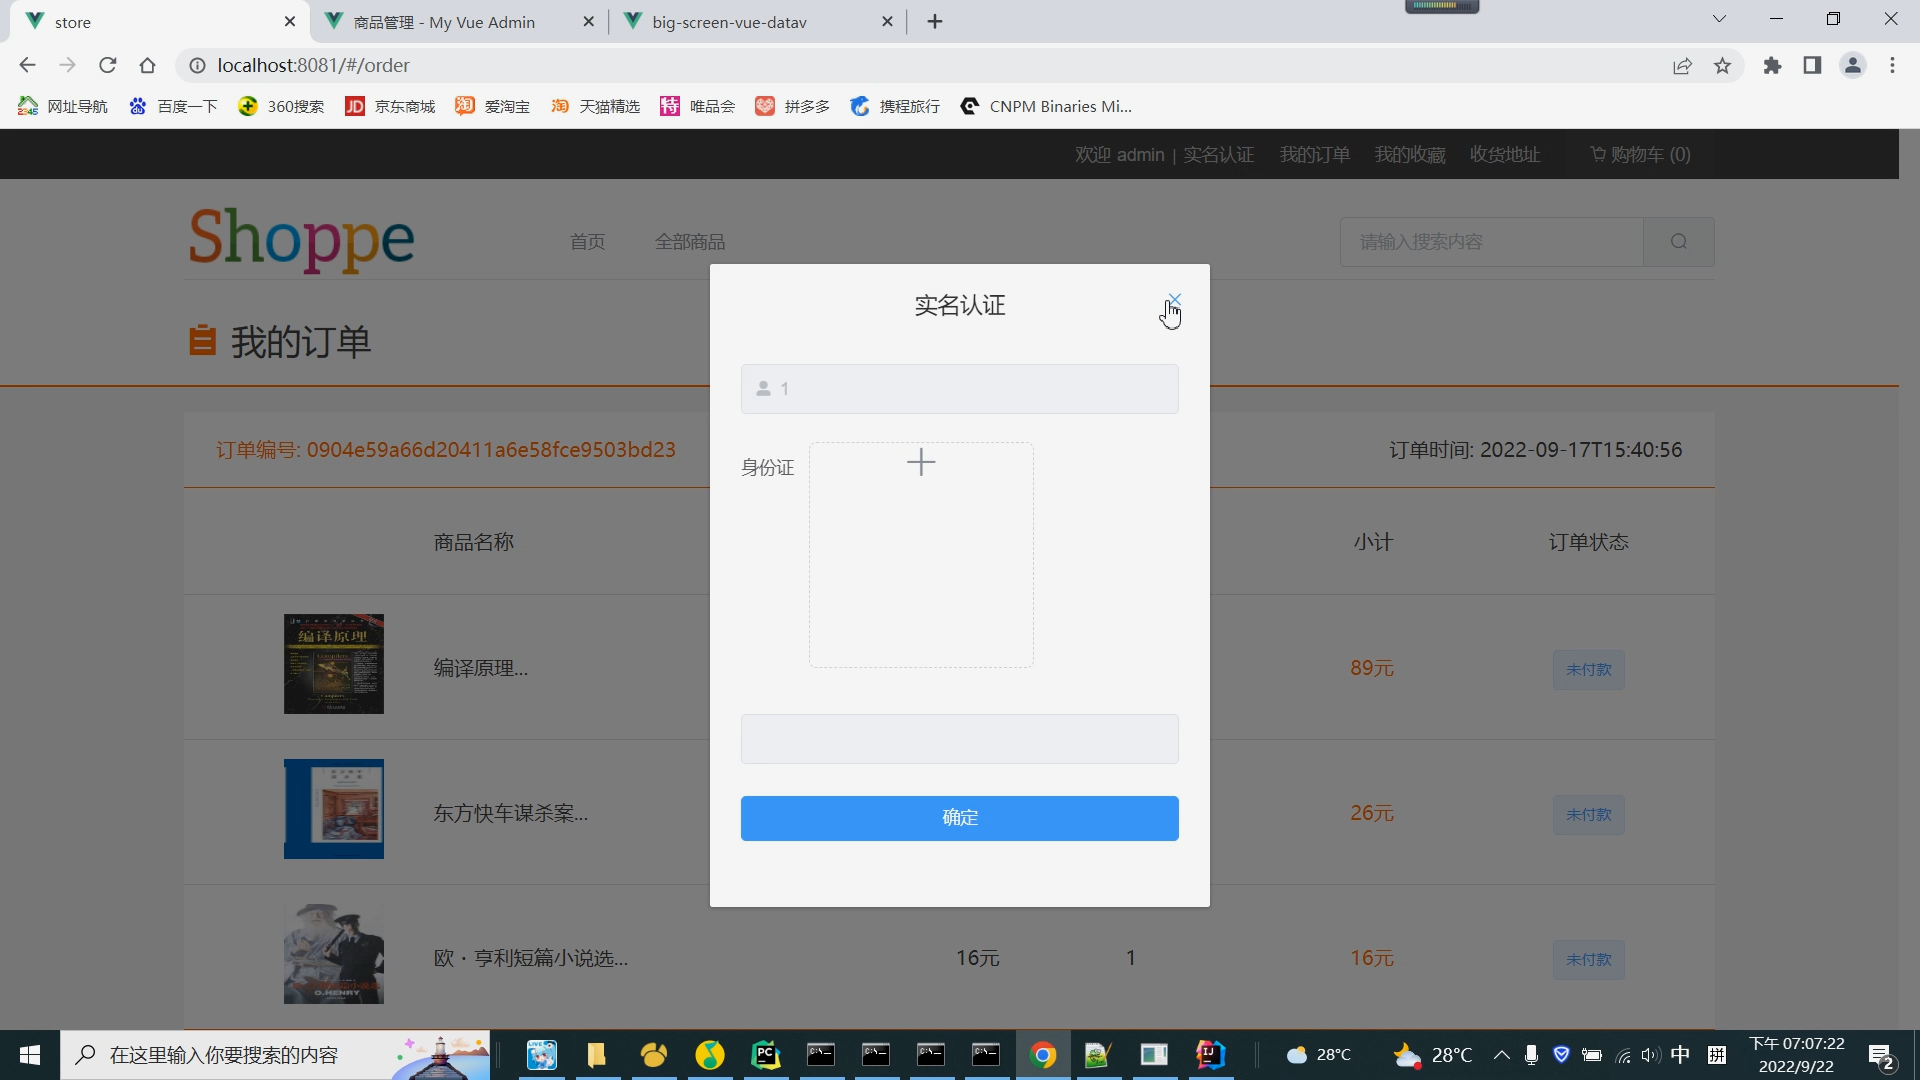 store
商品管理 - My Vue Admin
big-screen-vue-datav
localhost:8081/#/order
网址导航
百度一下
360搜索
JD 京东商城
淘 爱淘宝
淘 天猫精选
特 唯品会
拼多多
携程旅行
CNPM Binaries Mi...
欢迎 admin | 实名认证 我的订单 我的收藏 收货地址 购物车 (0)
Shoppe
首页
全部商品
请输入搜索内容
我的订单
实名认证
1
身份证
确定
订单编号: 0904e59a66d20411a6e58fce9503bd23
订单时间: 2022-09-17T15:40:56
商品名称
小计
订单状态
编译原理
编译原理...
89元
未付款
东方快车谋杀案...
26元
未付款
O.HENRY
欧・亨利短篇小说选...
16元
1
16元
未付款
在这里输入你要搜索的内容
28°C
28°C
中
拼
下午 07:07:22
2022/9/22
2